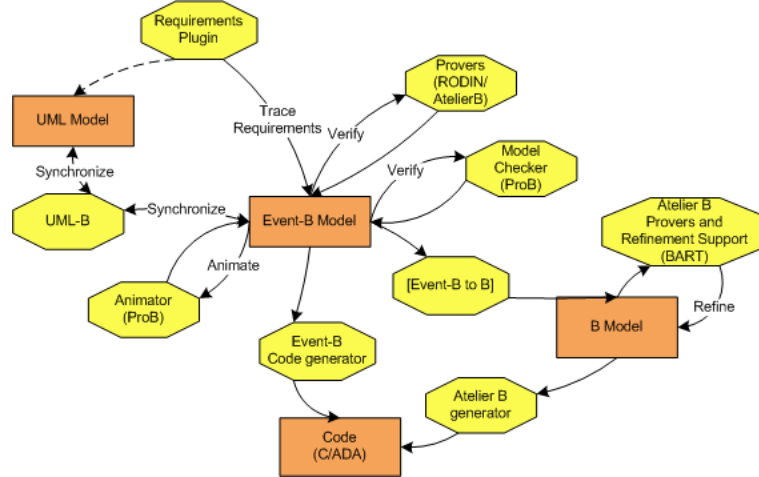 Requirements
Plugin
Provers
(RODIN/
AtelierB)
UML Model
Trace
Requirements
Verify
Model
Checker
(ProB)
Verify
Synchronize
UML-B
Synchronize
Event-B Model
Atelier B
Provers and
Refinement Support
(BART)
Animate
Animator
(ProB)
[Event-B to B]
Refine
B Model
Event-B
Code generator
Atelier B
generator
Code
(C/ADA)